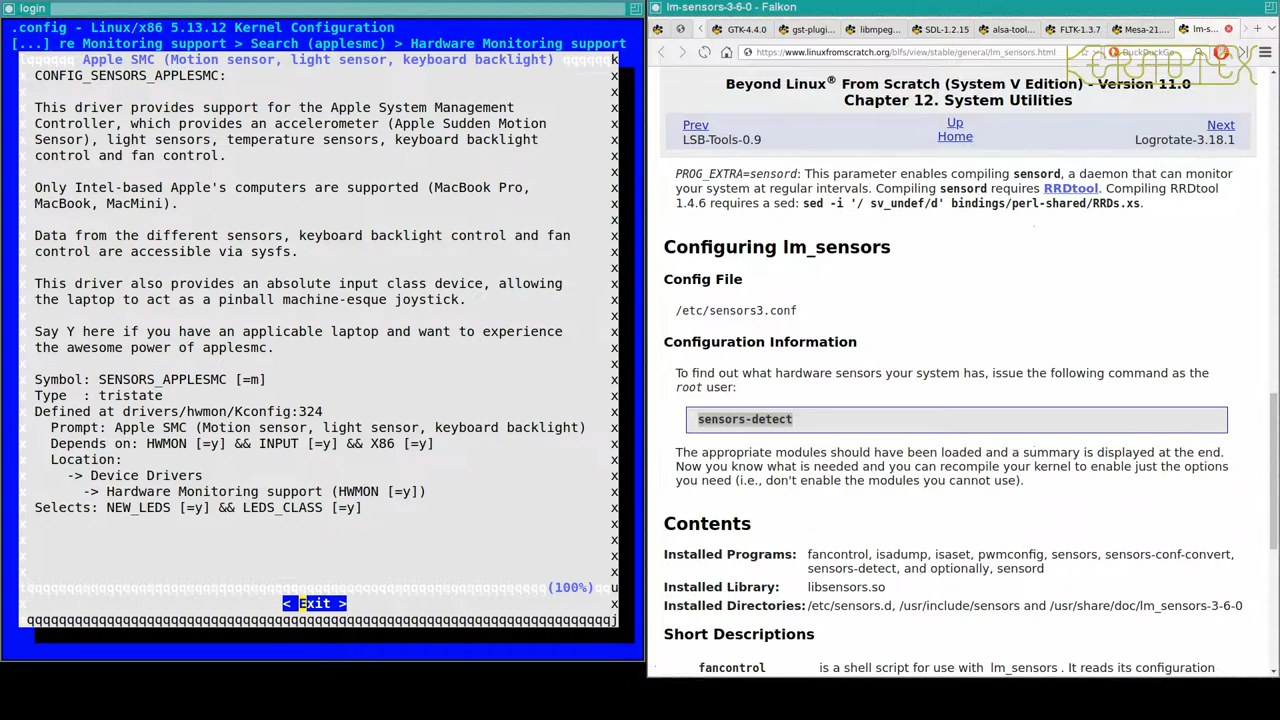 login
.config - Linux/x86 5.13.12 Kernel Configuration
[...] re Monitoring support > Search (applesmc) > Hardware Monitoring support
Apple SMC (Motion sensor, light sensor, keyboard backlight)
CONFIG_SENSORS_APPLESMC:
This driver provides support for the Apple System Management
Controller, which provides an accelerometer (Apple Sudden Motion
Sensor), light sensors, temperature sensors, keyboard backlight
control and fan control.
Only Intel-based Apple's computers are supported (MacBook Pro,
MacBook, MacMini).
Data from the different sensors, keyboard backlight control and fan
control are accessible via sysfs.
This driver also provides an absolute input class device, allowing
the laptop to act as a pinball machine-esque joystick.
Say Y here if you have an applicable laptop and want to experience
the awesome power of applesmc.
Symbol: SENSORS_APPLESMC [=m]
Type  : tristate
Defined at drivers/hwmon/Kconfig:324
Prompt: Apple SMC (Motion sensor, light sensor, keyboard backlight)
Depends on: HWMON [=y] && INPUT [=y] && X86 [=y]
Location:
-> Device Drivers
-> Hardware Monitoring support (HWMON [=y])
Selects: NEW_LEDS [=y] && LEDS_CLASS [=y]
(100%)
< Exit >
lm-sensors-3-6-0 - Falkon
GTK-4.4.0 gst-plugi... libmpeg... SDL-1.2.15 alsa-tool... FLTK-1.3.7 Mesa-21.... lm-s...
https://www.linuxfromscratch.org/blfs/view/stable/general/lm_sensors.html DuckDuckGo
KERNOTEX
Beyond Linux® From Scratch (System V Edition) - Version 11.0
Chapter 12. System Utilities
Prev Up Next
LSB-Tools-0.9 Home Logrotate-3.18.1
PROG_EXTRA=sensord: This parameter enables compiling sensord, a daemon that can monitor
your system at regular intervals. Compiling sensord requires RRDtool. Compiling RRDtool
1.4.6 requires a sed: sed -i '/ sv_undef/d' bindings/perl-shared/RRDs.xs.
Configuring lm_sensors
Config File
/etc/sensors3.conf
Configuration Information
To find out what hardware sensors your system has, issue the following command as the
root user:
sensors-detect
The appropriate modules should have been loaded and a summary is displayed at the end.
Now you know what is needed and you can recompile your kernel to enable just the options
you need (i.e., don't enable the modules you cannot use).
Contents
Installed Programs: fancontrol, isadump, isaset, pwmconfig, sensors, sensors-conf-convert,
sensors-detect, and optionally, sensord
Installed Library: libsensors.so
Installed Directories: /etc/sensors.d, /usr/include/sensors and /usr/share/doc/lm_sensors-3-6-0
Short Descriptions
fancontrol is a shell script for use with lm_sensors. It reads its configuration